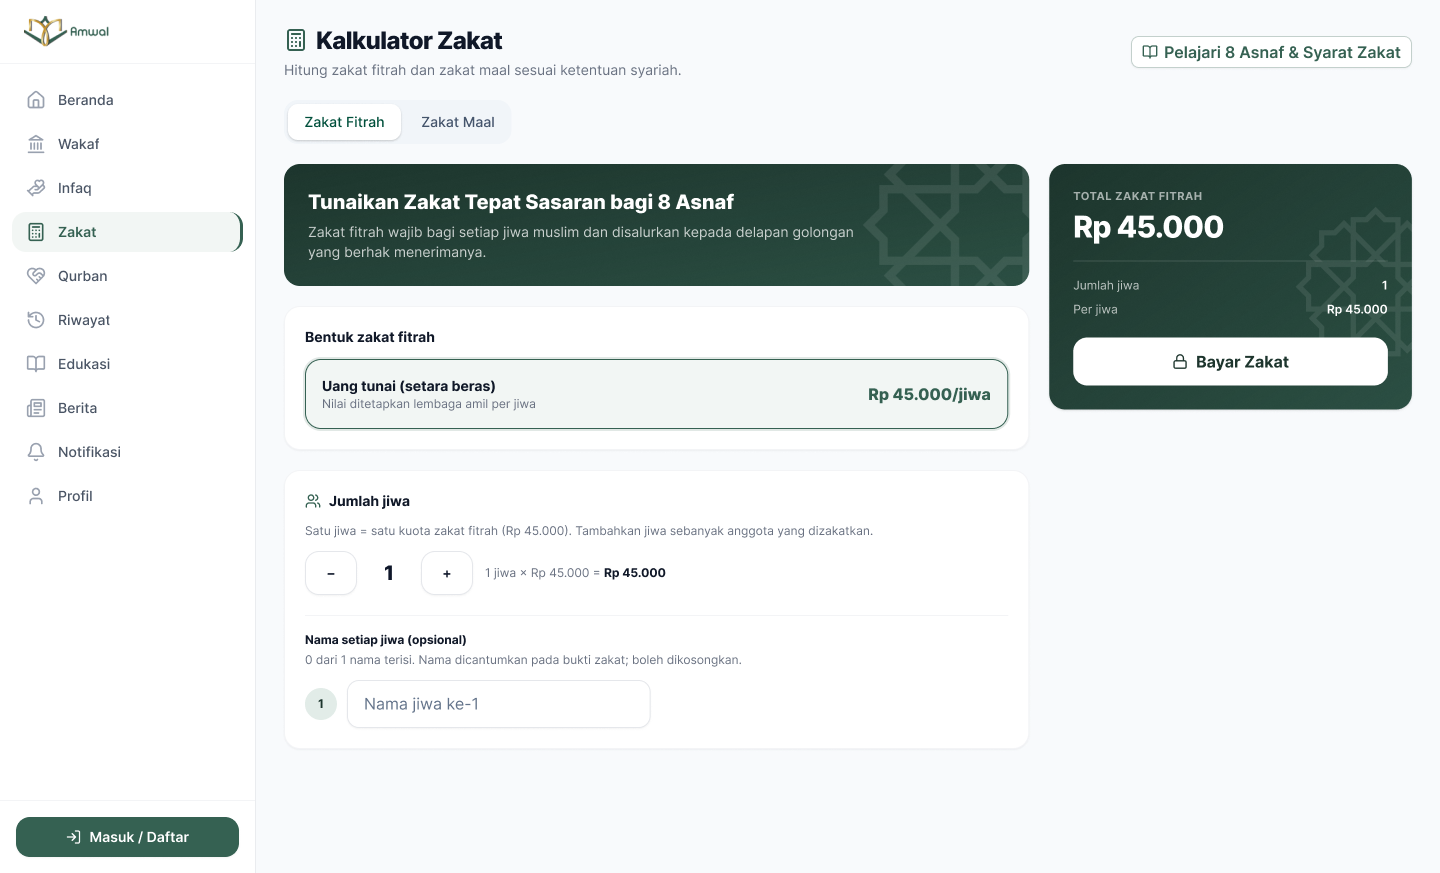 Amwal
Beranda
Wakaf
Infaq
Zakat
Qurban
Riwayat
Edukasi
Berita
Notifikasi
Profil
Masuk / Daftar
Kalkulator Zakat
Hitung zakat fitrah dan zakat maal sesuai ketentuan syariah.
Pelajari 8 Asnaf & Syarat Zakat
Zakat Fitrah
Zakat Maal
Tunaikan Zakat Tepat Sasaran bagi 8 Asnaf
Zakat fitrah wajib bagi setiap jiwa muslim dan disalurkan kepada delapan golongan
yang berhak menerimanya.
Bentuk zakat fitrah
Uang tunai (setara beras)
Nilai ditetapkan lembaga amil per jiwa
Rp 45.000/jiwa
Jumlah jiwa
Satu jiwa = satu kuota zakat fitrah (Rp 45.000). Tambahkan jiwa sebanyak anggota yang dizakatkan.
− 1 + 1 jiwa × Rp 45.000 = Rp 45.000
Nama setiap jiwa (opsional)
0 dari 1 nama terisi. Nama dicantumkan pada bukti zakat; boleh dikosongkan.
1 Nama jiwa ke-1
TOTAL ZAKAT FITRAH
Rp 45.000
Jumlah jiwa 1
Per jiwa Rp 45.000
Bayar Zakat